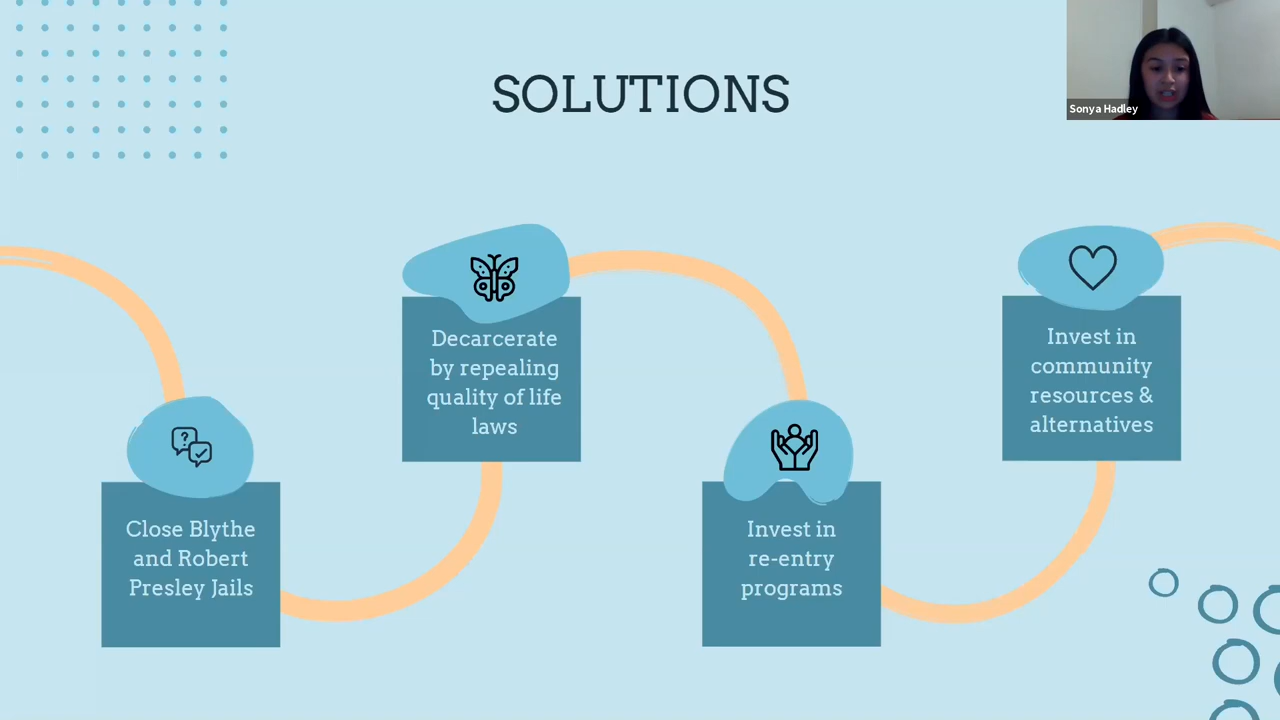 SOLUTIONS
Sonya Hadley
Close Blythe
and Robert
Presley Jails
Decarcerate
by repealing
quality of life
laws
Invest in
re-entry
programs
Invest in
community
resources &
alternatives